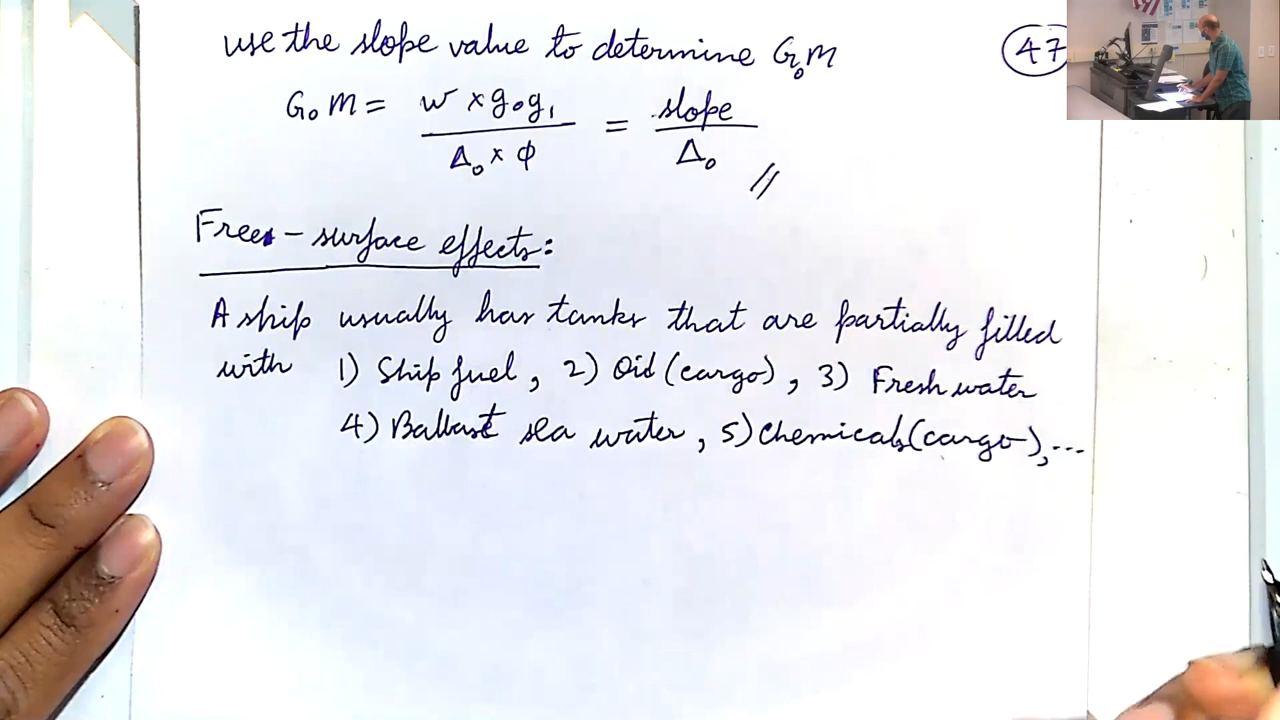 use the slope value to determine G₀M
47
G₀M = w × g₀g₁ / Δ₀ × φ = slope / Δ₀ //
Free-surface effects:
A ship usually has tanks that are partially filled
with 1) Ship fuel, 2) Oil (cargo), 3) Fresh water
4) Ballast sea water, 5) Chemicals (cargo), ...